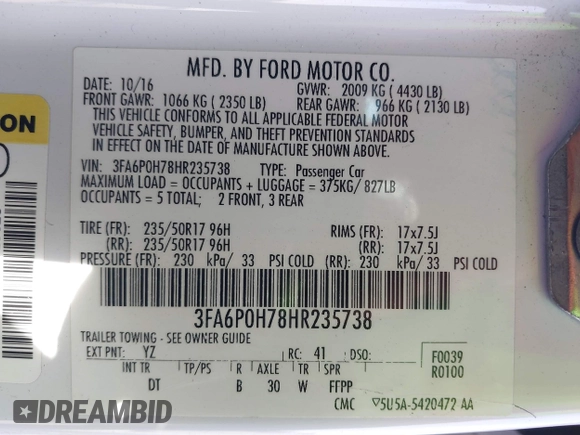 MFD. BY FORD MOTOR CO.
DATE: 10/16 GVWR: 2009 KG ( 4430 LB)
FRONT GAWR: 1066 KG ( 2350 LB) REAR GAWR: 966 KG ( 2130 LB)
THIS VEHICLE CONFORMS TO ALL APPLICABLE FEDERAL MOTOR
VEHICLE SAFETY, BUMPER, AND THEFT PREVENTION STANDARDS
IN EFFECT ON THE DATE OF MANUFACTURE SHOWN ABOVE.
VIN: 3FA6P0H78HR235738 TYPE: Passenger Car
MAXIMUM LOAD = OCCUPANTS + LUGGAGE = 375KG/ 827LB
OCCUPANTS = 5 TOTAL; 2 FRONT, 3 REAR
TIRE (FR): 235/50R17 96H RIMS (FR): 17x7.5J
(RR): 235/50R17 96H (RR): 17x7.5J
PRESSURE (FR): 230 kPa/ 33 PSI COLD (RR): 230 kPa/ 33 PSI COLD
3FA6P0H78HR235738
TRAILER TOWING - SEE OWNER GUIDE
EXT PNT: YZ RC: 41 DSO: F0039
R0100
INT TR TP/PS R AXLE TR SPR
DT B 30 W FFPP
CMC ▽5U5A-5420472 AA
ON
DREAMBID